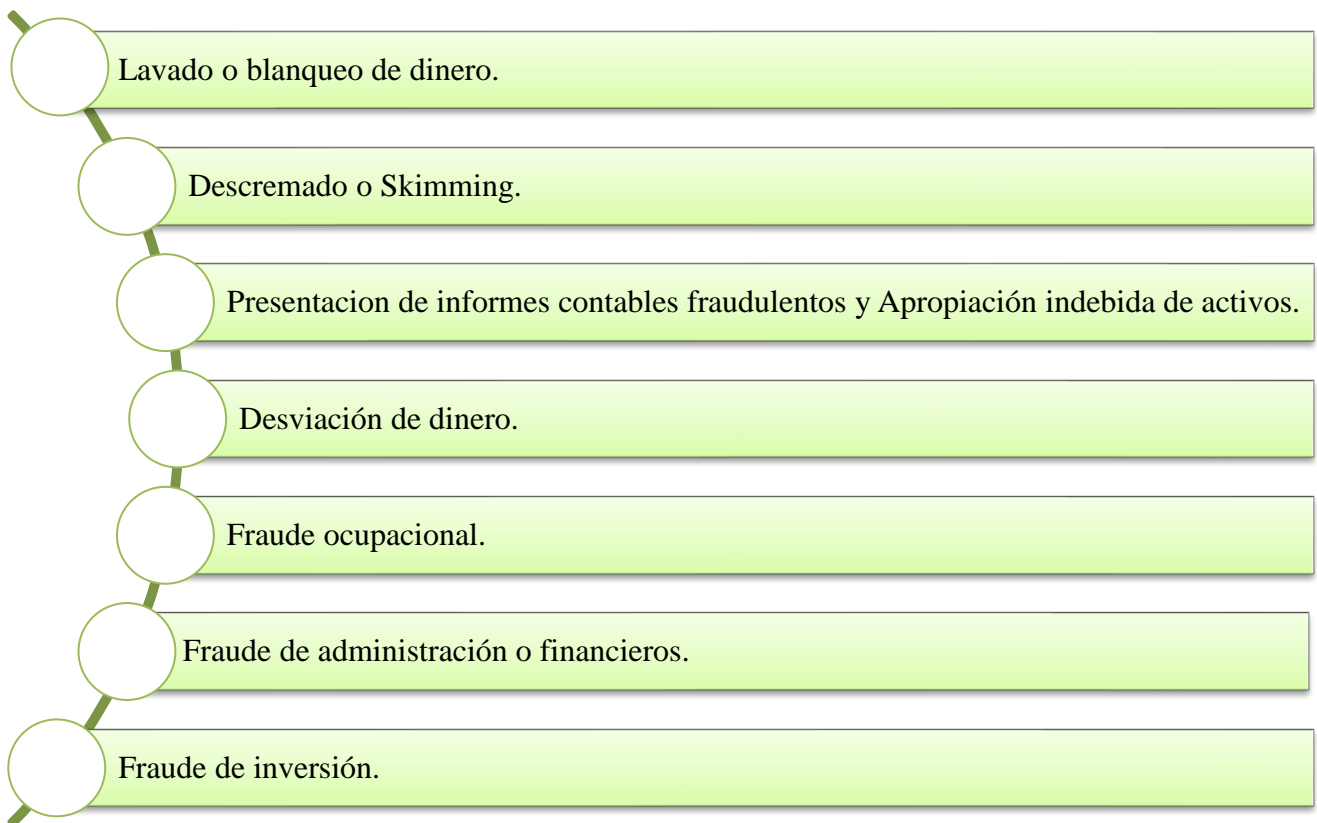 Lavado o blanqueo de dinero.
Descremado o Skimming.
Presentacion de informes contables fraudulentos y Apropiación indebida de activos.
Desviación de dinero.
Fraude ocupacional.
Fraude de administración o financieros.
Fraude de inversión.